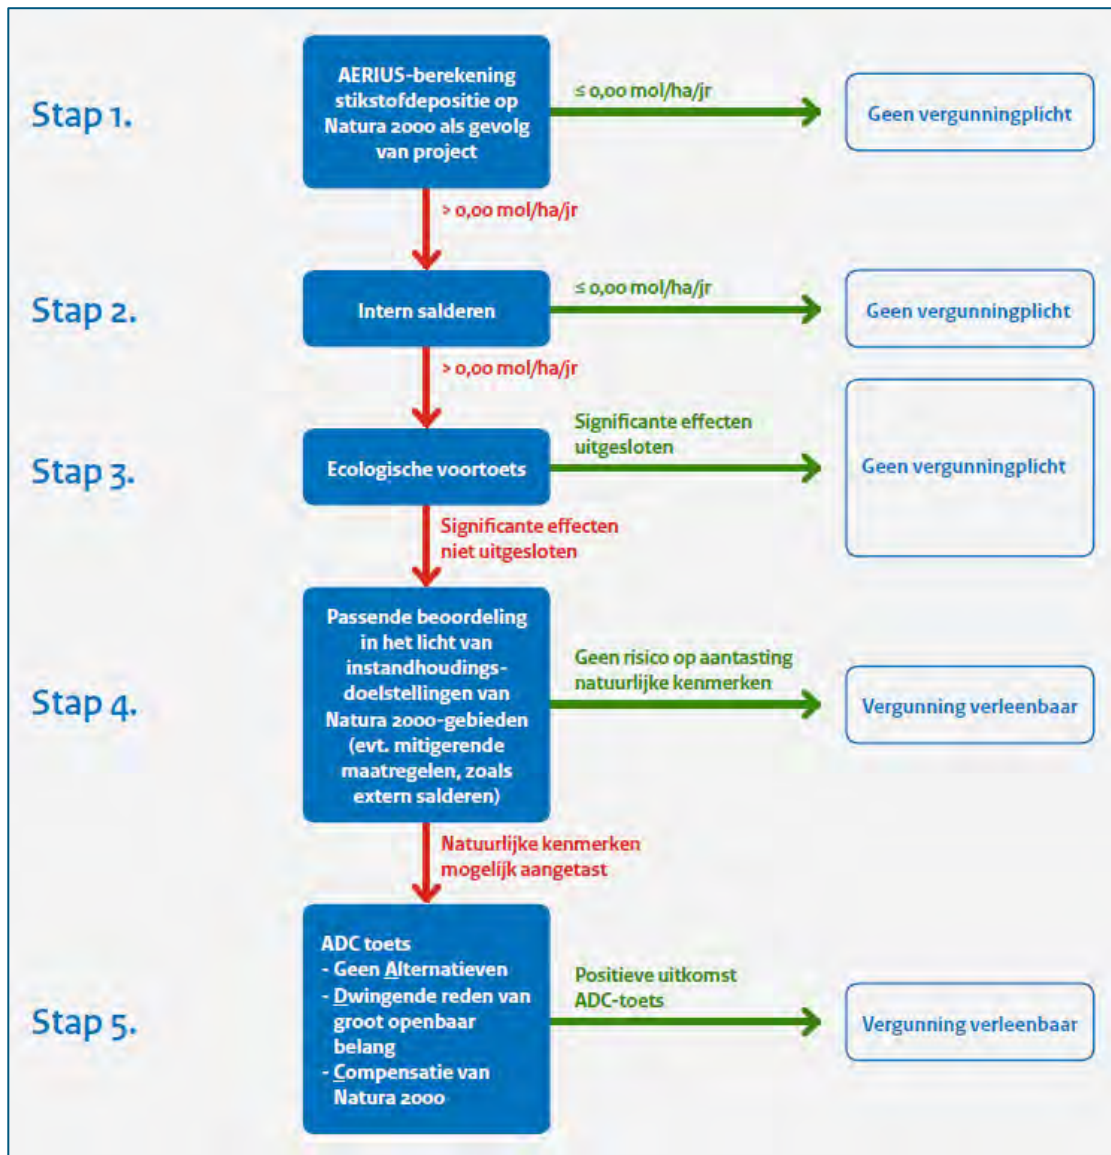 Stap 1.
AERIUS-berekening
stikstofdepositie op
Natura 2000 als gevolg
van project
≤ 0,00 mol/ha/jr
Geen vergunningplicht
> 0,00 mol/ha/jr
Stap 2.
Intern salderen
≤ 0,00 mol/ha/jr
Geen vergunningplicht
> 0,00 mol/ha/jr
Stap 3.
Ecologische voortoets
Significante effecten
uitgesloten
Geen vergunningplicht
Significante effecten
niet uitgesloten
Stap 4.
Passende beoordeling
in het licht van
instandhoudings-
doelstellingen van
Natura 2000-gebieden
(evt. mitigerende
maatregelen, zoals
extern salderen)
Geen risico op aantasting
natuurlijke kenmerken
Vergunning verleenbaar
Natuurlijke kenmerken
mogelijk aangetast
Stap 5.
ADC toets
- Geen Alternatieven
- Dwingende reden van
groot openbaar
belang
- Compensatie van
Natura 2000
Positieve uitkomst
ADC-toets
Vergunning verleenbaar